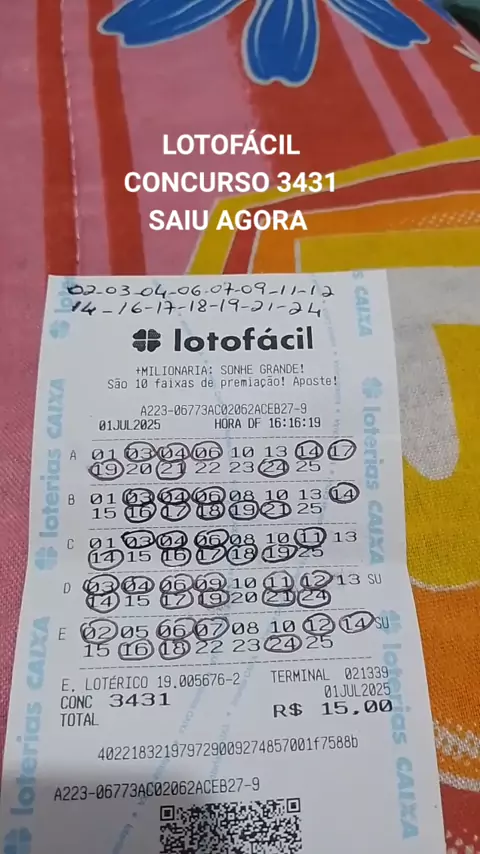 LOTOFÁCIL
CONCURSO 3431
SAIU AGORA
02-03-04-06-07-09-11-12
14-16-17-18-19-21-24
lotofácil
+MILIONARIA: SONHE GRANDE!
São 10 faixas de premiação! Aposte!
A223-06773AC02062ACEB27-9
01JUL2025 HORA DF 16:16:19
A 01 03 04 06 10 13 14 17
19 20 21 22 23 24 25
B 01 03 04 06 08 10 13 14
15 16 17 18 19 21 25
C 01 03 04 06 08 10 11 13
14 15 16 17 18 19 25
D 03 04 06 09 10 11 12 13 SU
14 15 17 19 20 21 24
E 02 05 06 07 08 10 12 14 SU
15 16 18 22 23 24 25
E. LOTÉRICO 19.005676-2 TERMINAL 021339
01JUL2025
CONC 3431
TOTAL R$ 15,00
4022183219797290092748570 01f7588b
A223-06773AC02062ACEB27-9
loterias CAIXA
loterias CAIXA
loterias CAIXA